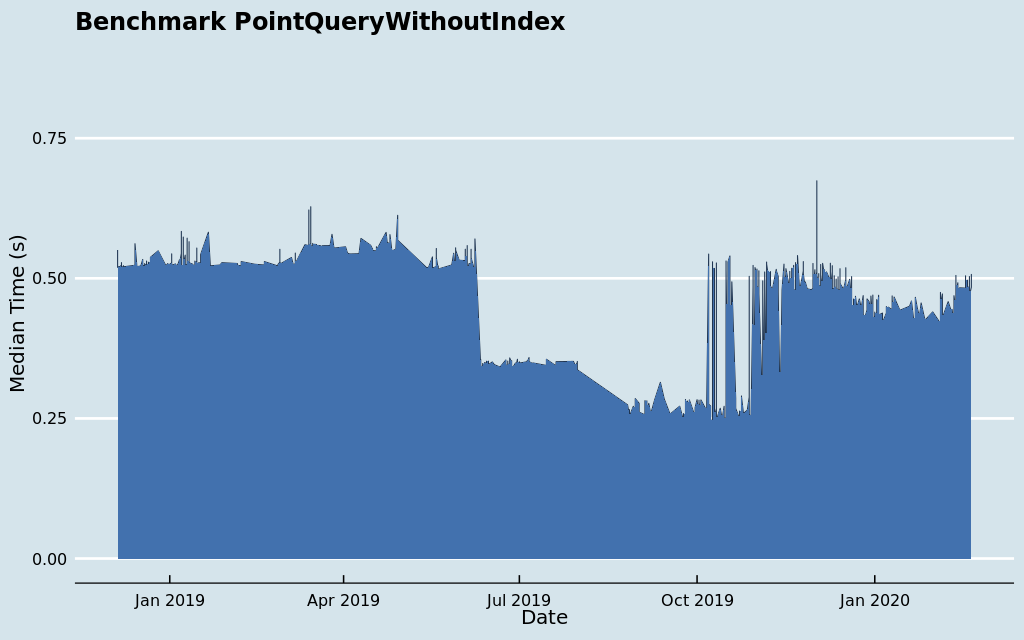 Benchmark PointQueryWithoutIndex
Median Time (s)
0.75
0.50
0.25
0.00
Jan 2019 Apr 2019 Jul 2019 Oct 2019 Jan 2020
Date